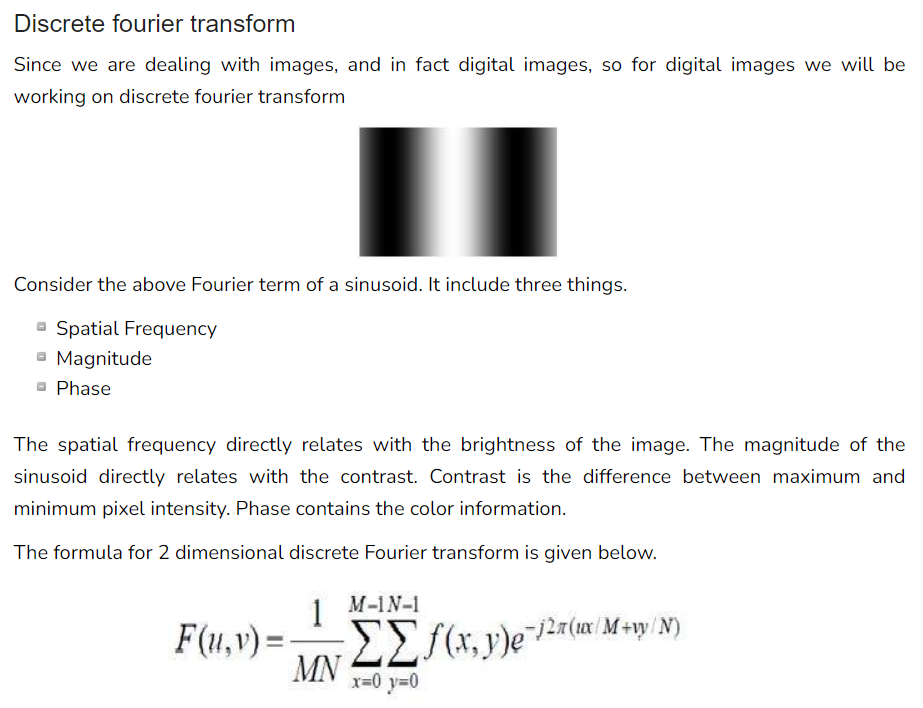 Discrete fourier transform
Since we are dealing with images, and in fact digital images, so for digital images we will be
working on discrete fourier transform
Consider the above Fourier term of a sinusoid. It include three things.
Spatial Frequency
Magnitude
Phase
The spatial frequency directly relates with the brightness of the image. The magnitude of the
sinusoid directly relates with the contrast. Contrast is the difference between maximum and
minimum pixel intensity. Phase contains the color information.
The formula for 2 dimensional discrete Fourier transform is given below.
F(u,v) = 1/MN ∑_{x=0}^{M-1} ∑_{y=0}^{N-1} f(x,y)e^{-j2π(ux/M+vy/N)}